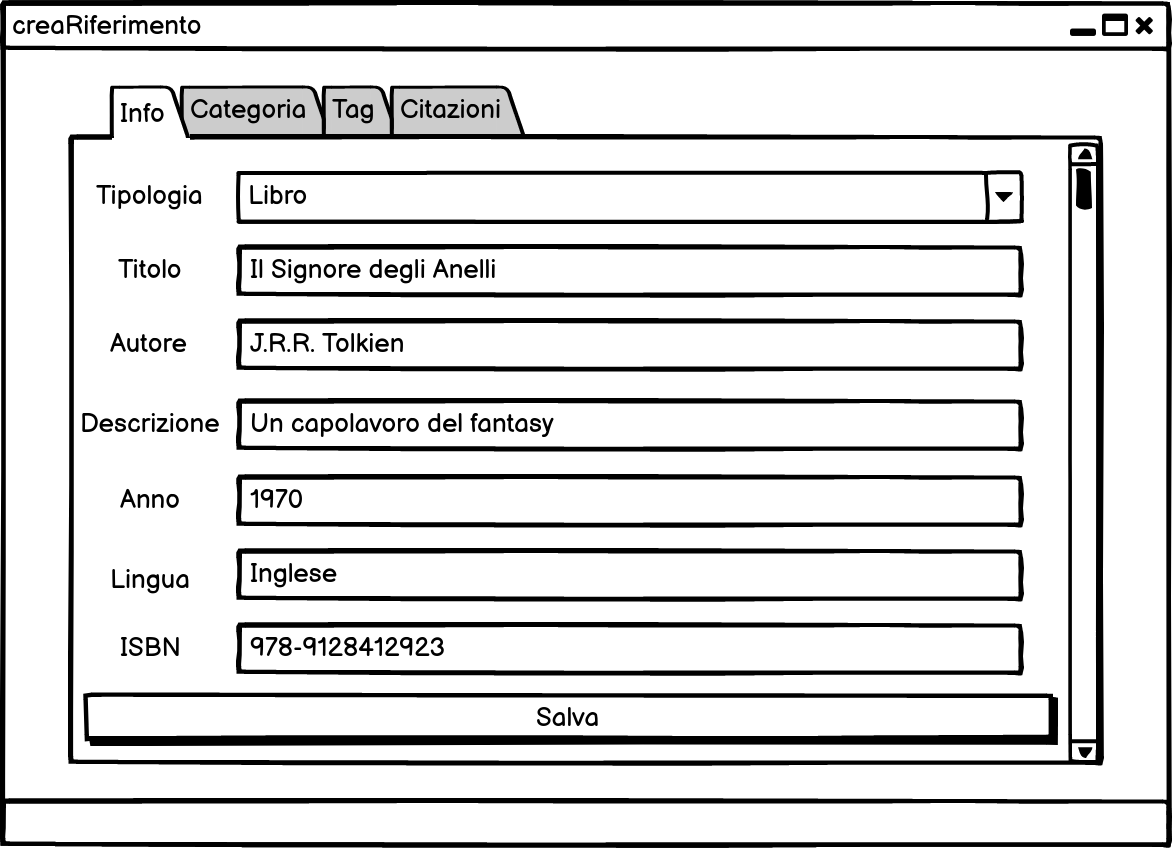 creaRiferimento
Info Categoria Tag Citazioni
Tipologia Libro
Titolo Il Signore degli Anelli
Autore J.R.R. Tolkien
Descrizione Un capolavoro del fantasy
Anno 1970
Lingua Inglese
ISBN 978-9128412923
Salva